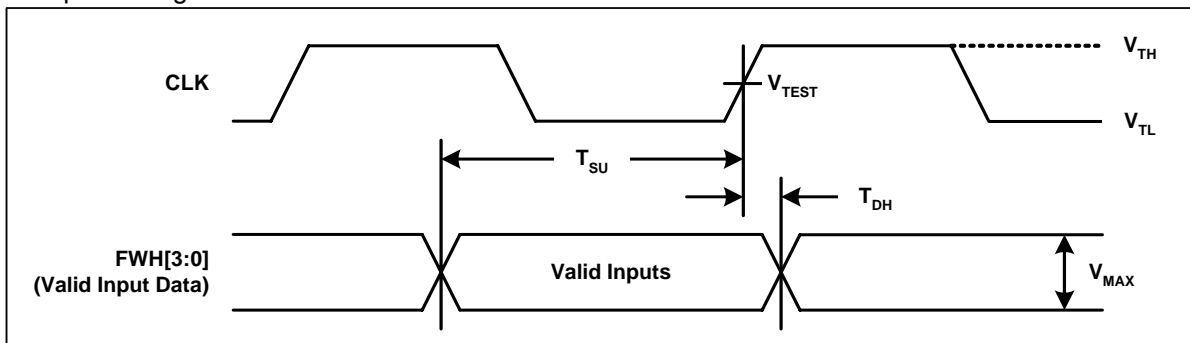 CLK
V_TH
V_TEST
V_TL
T_SU
T_DH
FWH[3:0]
(Valid Input Data)
Valid Inputs
V_MAX